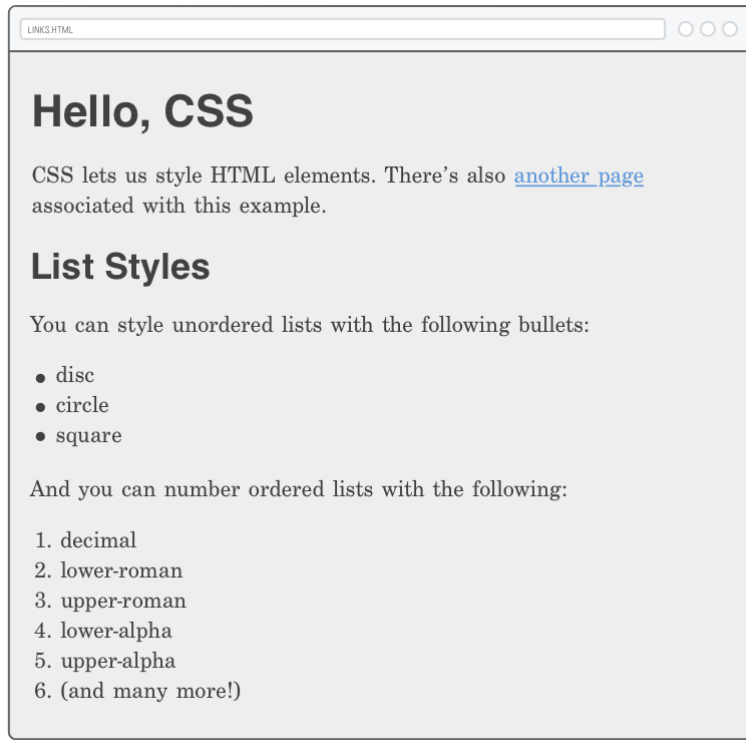 LINKS.HTML
Hello, CSS
CSS lets us style HTML elements. There’s also another page
associated with this example.
List Styles
You can style unordered lists with the following bullets:
• disc
• circle
• square
And you can number ordered lists with the following:
1. decimal
2. lower-roman
3. upper-roman
4. lower-alpha
5. upper-alpha
6. (and many more!)